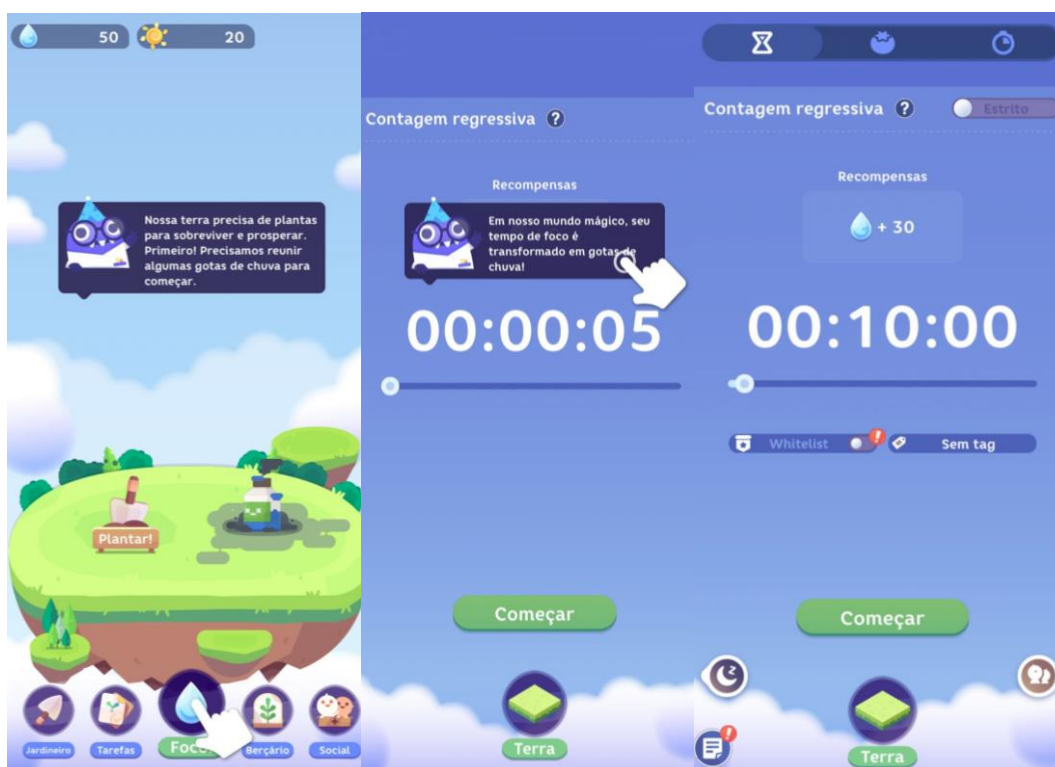 50
20
Nossa terra precisa de plantas
para sobreviver e prosperar.
Primeiro! Precisamos reunir
algumas gotas de chuva para
começar.
Plantar!
Jardineiro
Tarefas
Berçário
Social
Contagem regressiva ?
Recompensas
Em nosso mundo mágico, seu
tempo de foco é
transformado em gotas de
chuva!
00:00:05
Começar
Terra
Contagem regressiva ?
Estrito
Recompensas
+ 30
00:10:00
Whitelist
!
Sem tag
Começar
!
Terra